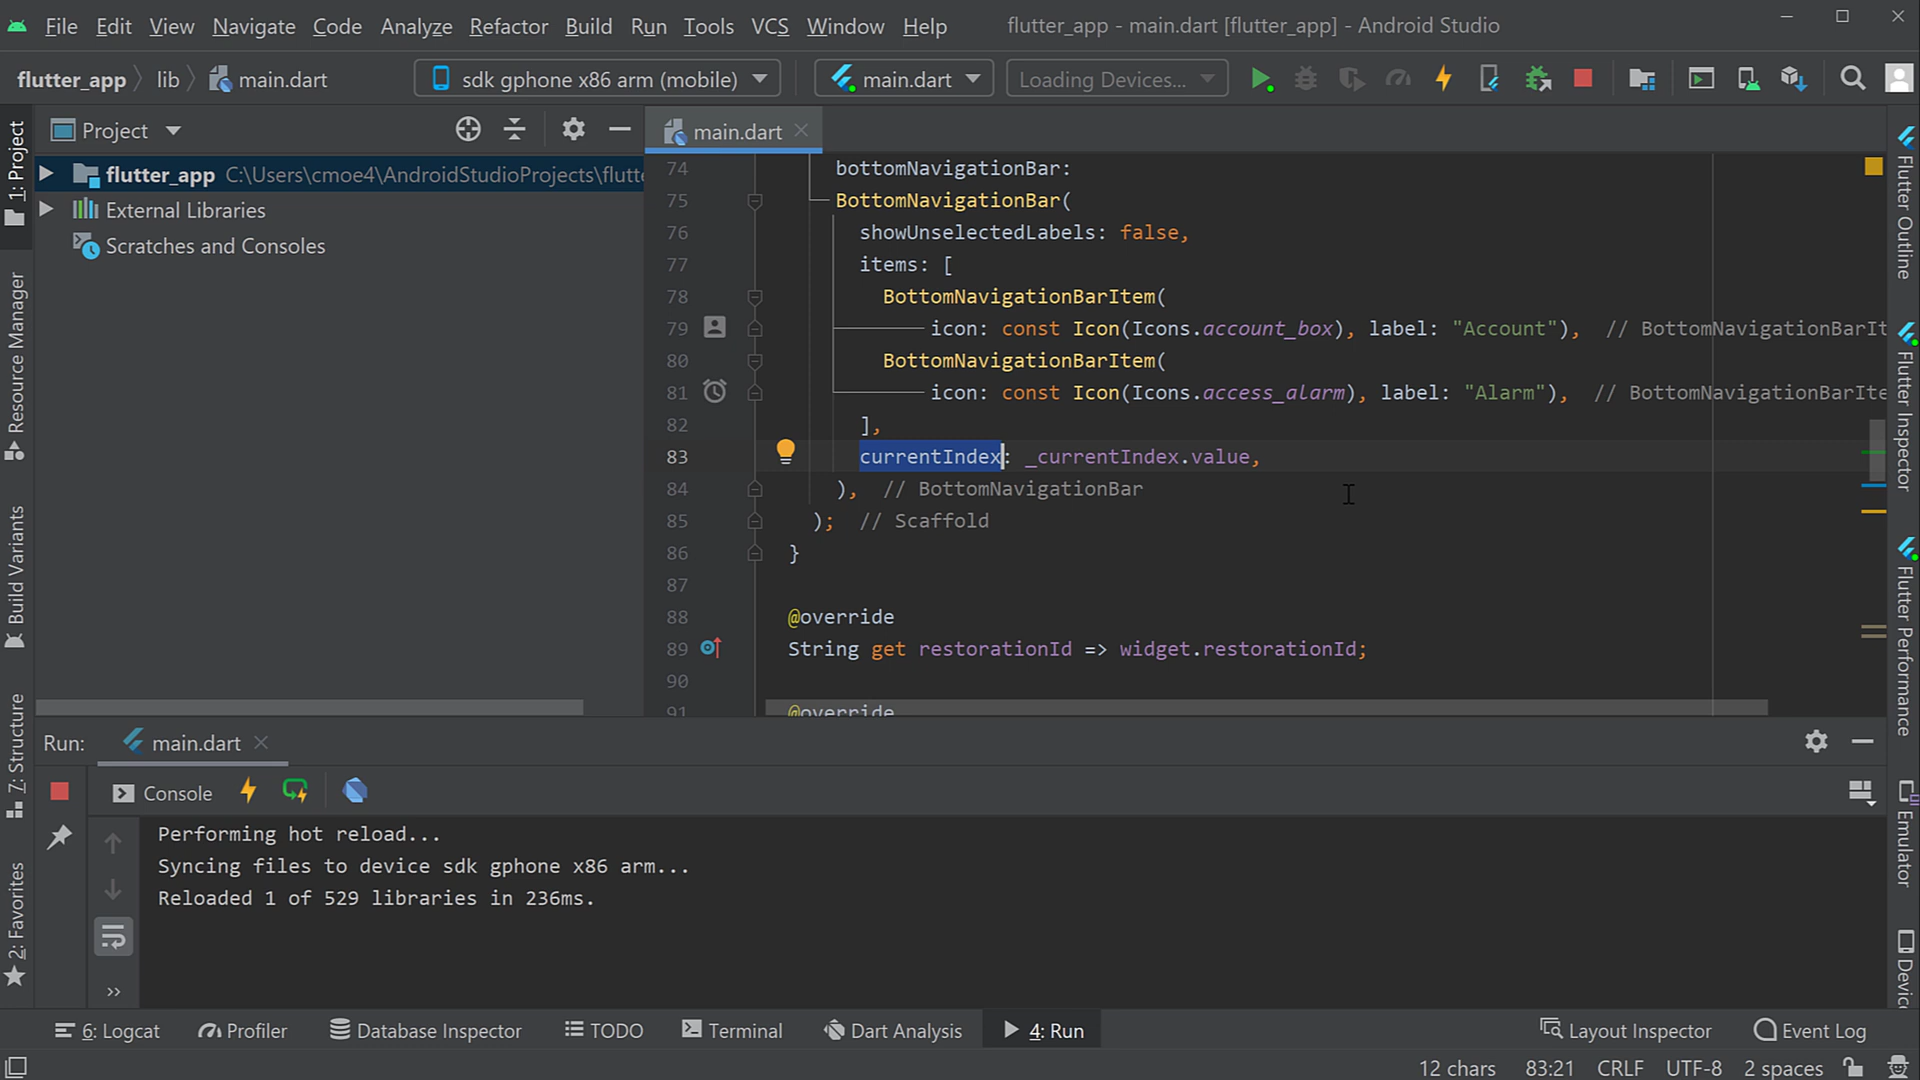 File Edit View Navigate Code Analyze Refactor Build Run Tools VCS Window Help flutter_app - main.dart [flutter_app] - Android Studio
flutter_app lib main.dart sdk gphone x86 arm (mobile) main.dart Loading Devices...
Project
main.dart
flutter_app C:\Users\cmoe4\AndroidStudioProjects\flutte
External Libraries
Scratches and Consoles
1: Project
Resource Manager
Build Variants
7: Structure
2: Favorites
74 bottomNavigationBar:
75 BottomNavigationBar(
76 showUnselectedLabels: false,
77 items: [
78 BottomNavigationBarItem(
79 icon: const Icon(Icons.account_box), label: "Account"), // BottomNavigationBarIt
80 BottomNavigationBarItem(
81 icon: const Icon(Icons.access_alarm), label: "Alarm"), // BottomNavigationBarIte
82 ],
83 currentIndex: _currentIndex.value,
84 ), // BottomNavigationBar
85 ); // Scaffold
86 }
87
88 @override
89 String get restorationId => widget.restorationId;
90
91 @override
Flutter Outline
Flutter Inspector
Flutter Performance
Emulator
Devic
Run: main.dart
Console
Performing hot reload...
Syncing files to device sdk gphone x86 arm...
Reloaded 1 of 529 libraries in 236ms.
>>
6: Logcat Profiler Database Inspector TODO Terminal Dart Analysis 4: Run Layout Inspector Event Log
12 chars 83:21 CRLF UTF-8 2 spaces